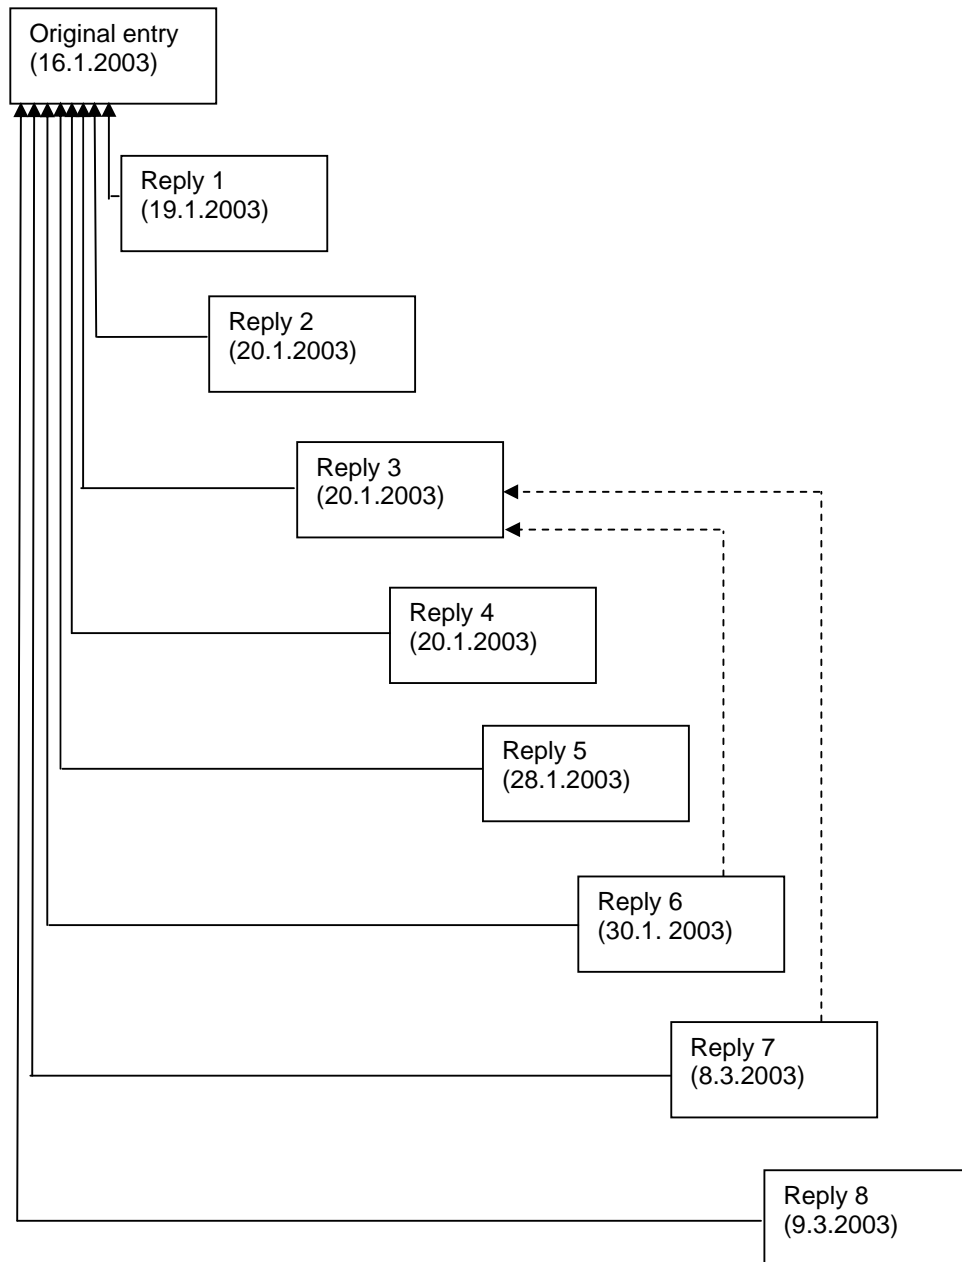 Original entry
(16.1.2003)
Reply 1
(19.1.2003)
Reply 2
(20.1.2003)
Reply 3
(20.1.2003)
Reply 4
(20.1.2003)
Reply 5
(28.1.2003)
Reply 6
(30.1. 2003)
Reply 7
(8.3.2003)
Reply 8
(9.3.2003)